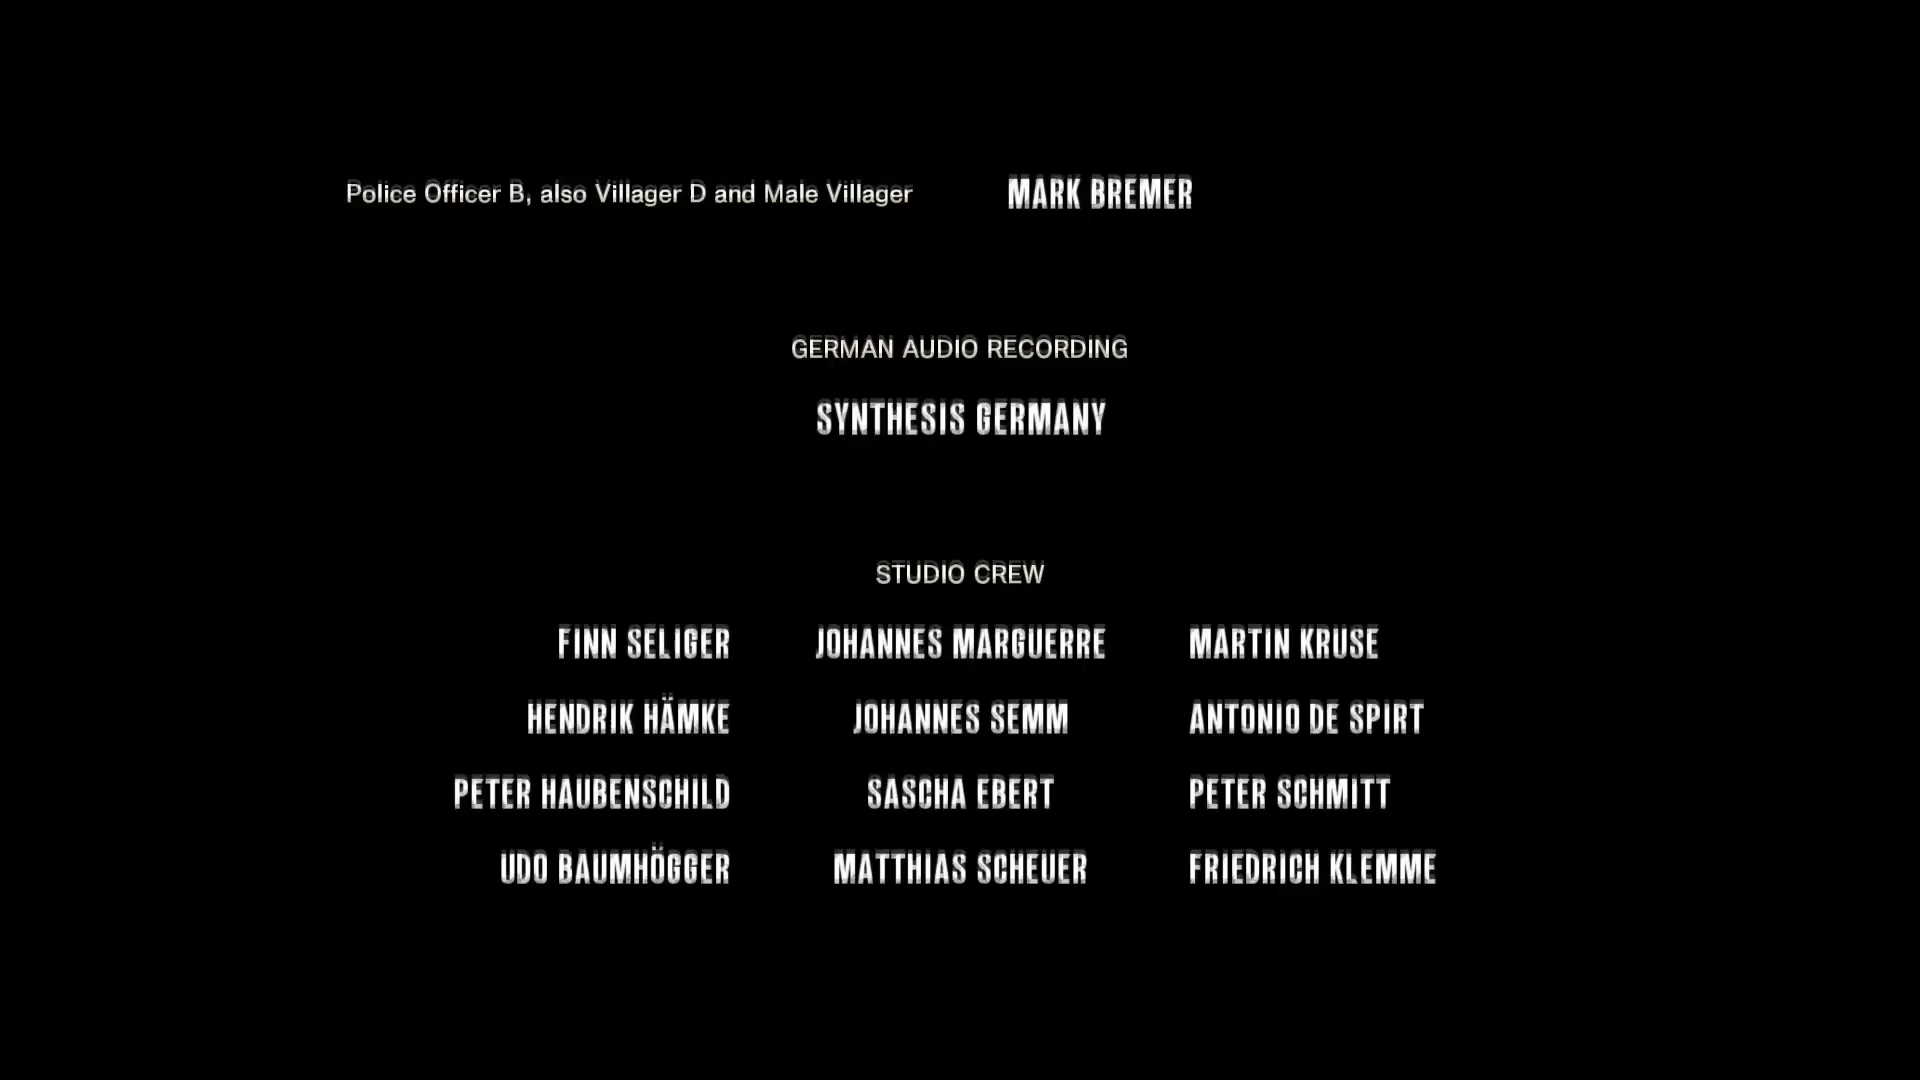 Police Officer B, also Villager D and Male Villager MARK BREMER
GERMAN AUDIO RECORDING
SYNTHESIS GERMANY
STUDIO CREW
FINN SELIGER JOHANNES MARGUERRE MARTIN KRUSE
HENDRIK HÄMKE JOHANNES SEMM ANTONIO DE SPIRT
PETER HAUBENSCHILD SASCHA EBERT PETER SCHMITT
UDO BAUMHÖGGER MATTHIAS SCHEUER FRIEDRICH KLEMME